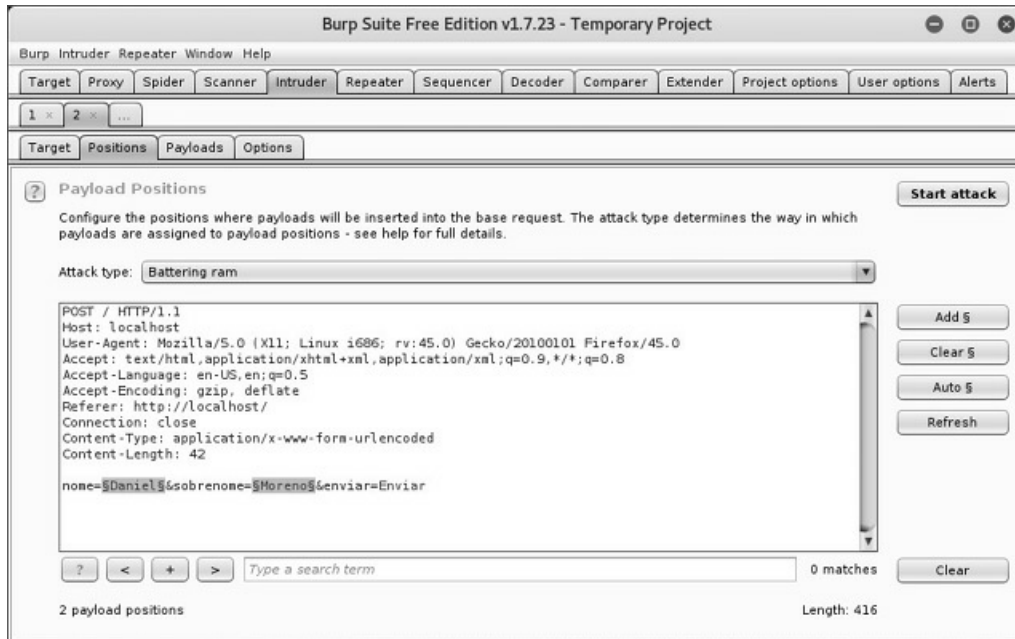 Burp Suite Free Edition v1.7.23 - Temporary Project
Burp Intruder Repeater Window Help
Target Proxy Spider Scanner Intruder Repeater Sequencer Decoder Comparer Extender Project options User options Alerts
1 × 2 × ...
Target Positions Payloads Options
? Payload Positions
Start attack
Configure the positions where payloads will be inserted into the base request. The attack type determines the way in which
payloads are assigned to payload positions - see help for full details.
Attack type: Battering ram
POST / HTTP/1.1
Host: localhost
User-Agent: Mozilla/5.0 (X11; Linux i686; rv:45.0) Gecko/20100101 Firefox/45.0
Accept: text/html,application/xhtml+xml,application/xml;q=0.9,*/*;q=0.8
Accept-Language: en-US,en;q=0.5
Accept-Encoding: gzip, deflate
Referer: http://localhost/
Connection: close
Content-Type: application/x-www-form-urlencoded
Content-Length: 42
nome=§Daniel§&sobrenome=§Moreno§&enviar=Enviar
Add §
Clear §
Auto §
Refresh
? < + > Type a search term 0 matches Clear
2 payload positions Length: 416